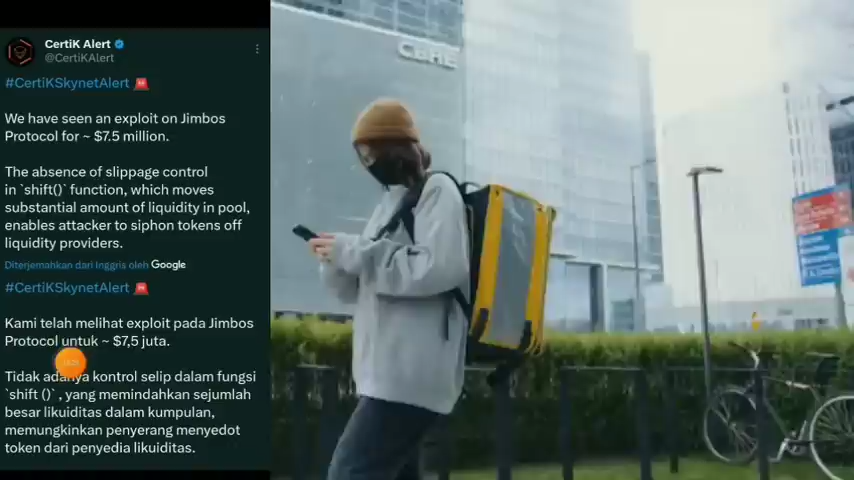 CertiK Alert
@CertiKAlert
#CertiKSkynetAlert
We have seen an exploit on Jimbos
Protocol for ~ $7.5 million.
The absence of slippage control
in `shift()` function, which moves
substantial amount of liquidity in pool,
enables attacker to siphon tokens off
liquidity providers.
Diterjemahkan dari Inggris oleh Google
#CertiKSkynetAlert
Kami telah melihat exploit pada Jimbos
Protocol untuk ~ $7,5 juta.
Tidak adanya kontrol selip dalam fungsi
`shift ()` , yang memindahkan sejumlah
besar likuiditas dalam kumpulan,
memungkinkan penyerang menyedot
token dari penyedia likuiditas.
CBRE